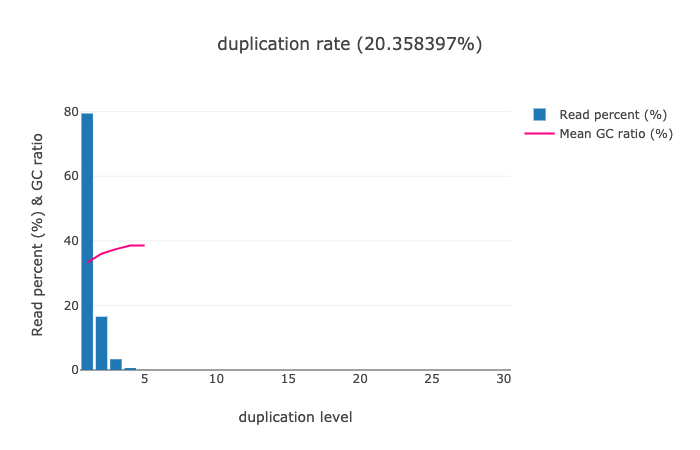 duplication rate (20.358397%)
Read percent (%)
Mean GC ratio (%)
Read percent (%) & GC ratio
80
60
40
20
0
5 10 15 20 25 30
duplication level